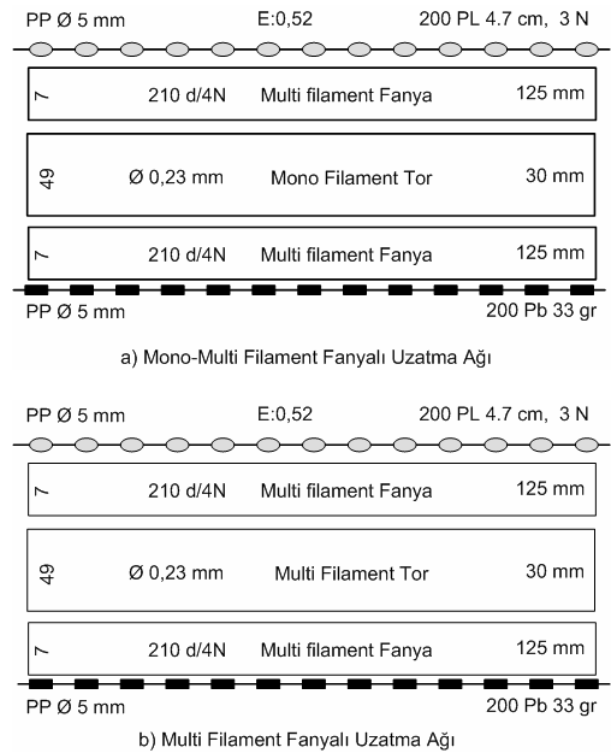 PP Ø 5 mm E:0,52 200 PL 4.7 cm, 3 N
7 210 d/4N Multi filament Fanya 125 mm
49 Ø 0,23 mm Mono Filament Tor 30 mm
7 210 d/4N Multi filament Fanya 125 mm
PP Ø 5 mm 200 Pb 33 gr
a) Mono-Multi Filament Fanyalı Uzatma Ağı
PP Ø 5 mm E:0,52 200 PL 4.7 cm, 3 N
7 210 d/4N Multi filament Fanya 125 mm
49 Ø 0,23 mm Multi Filament Tor 30 mm
7 210 d/4N Multi filament Fanya 125 mm
PP Ø 5 mm 200 Pb 33 gr
b) Multi Filament Fanyalı Uzatma Ağı